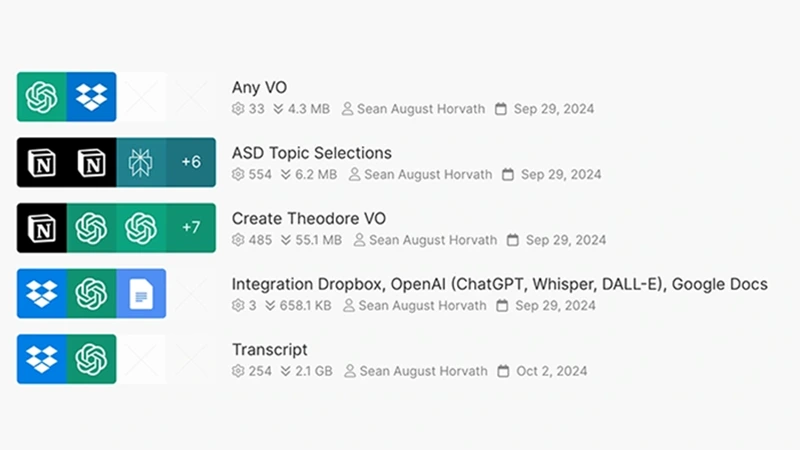 Any VO
33 4.3 MB Sean August Horvath Sep 29, 2024
N N +6
ASD Topic Selections
554 6.2 MB Sean August Horvath Sep 29, 2024
N +7
Create Theodore VO
485 55.1 MB Sean August Horvath Sep 29, 2024
Integration Dropbox, OpenAI (ChatGPT, Whisper, DALL-E), Google Docs
3 658.1 KB Sean August Horvath Sep 29, 2024
Transcript
254 2.1 GB Sean August Horvath Oct 2, 2024